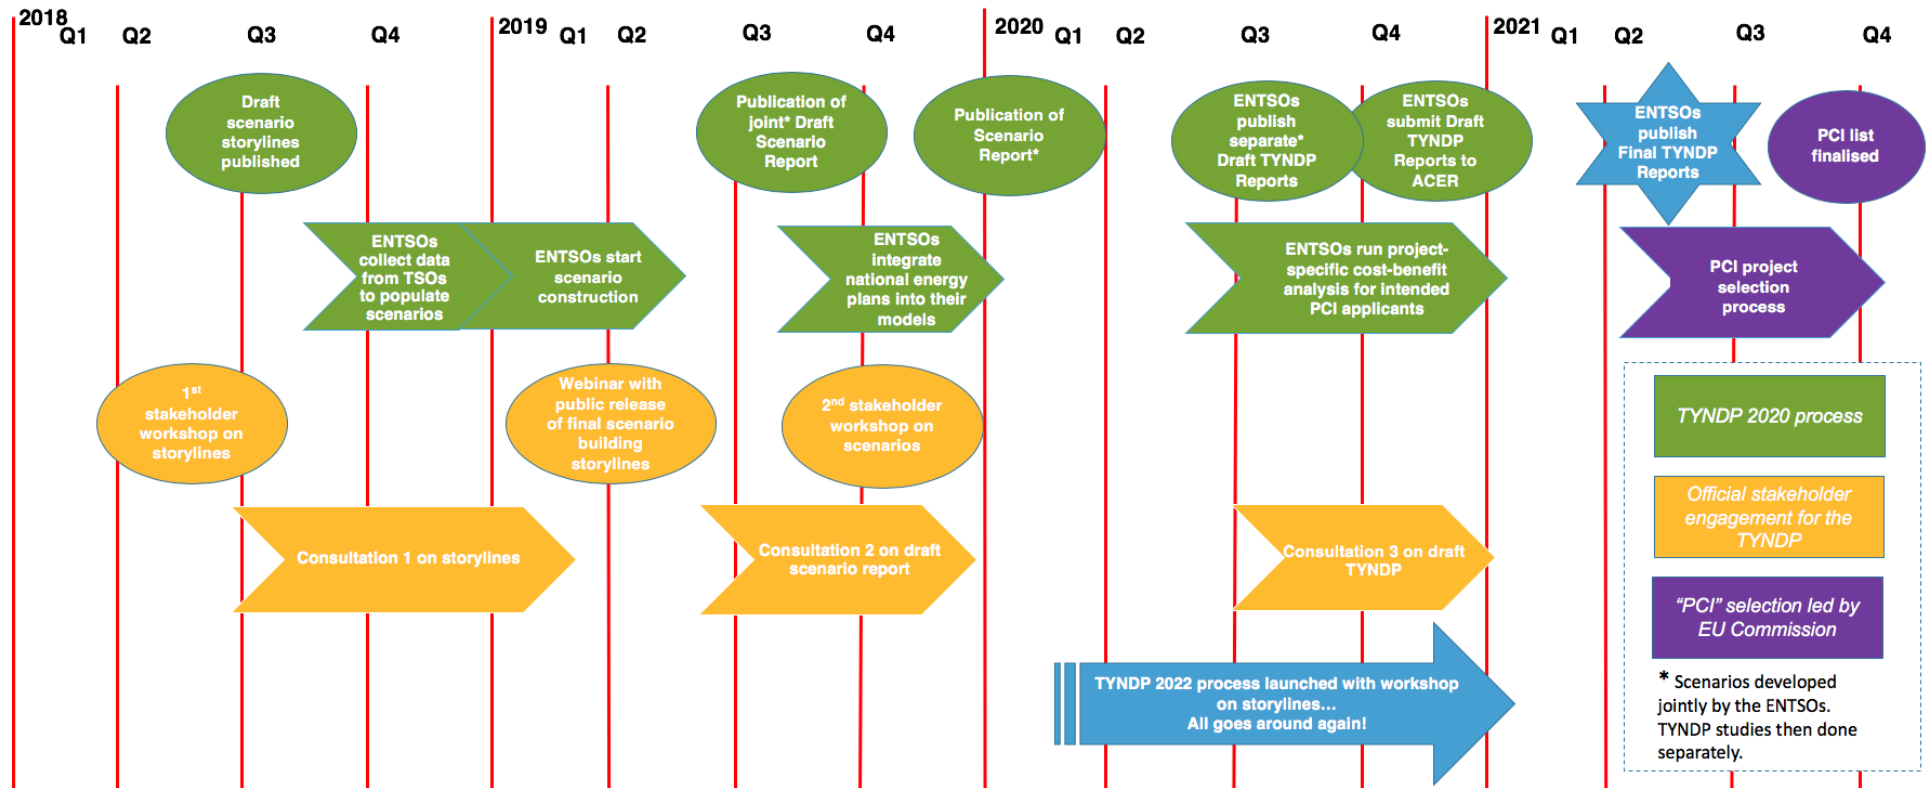 2018
Q1
Q2
Q3
Q4
2019
Q1
Q2
Q3
Q4
2020
Q1
Q2
Q3
Q4
2021
Q1
Q2
Q3
Q4
Draft
scenario
storylines
published
Publication of
joint* Draft
Scenario
Report
Publication of
Scenario
Report*
ENTSOs
publish
separate*
Draft TYNDP
Reports
ENTSOs
submit Draft
TYNDP
Reports to
ACER
ENTSOs
publish
Final TYNDP
Reports
PCI list
finalised
ENTSOs
collect data
from TSOs
to populate
scenarios
ENTSOs start
scenario
construction
ENTSOs
integrate
national energy
plans into their
models
ENTSOs run project-
specific cost-benefit
analysis for intended
PCI applicants
PCI project
selection
process
1st
stakeholder
workshop on
storylines
Webinar with
public release
of final scenario
building
storylines
2nd stakeholder
workshop on
scenarios
Consultation 1 on storylines
Consultation 2 on draft
scenario report
Consultation 3 on draft
TYNDP
TYNDP 2022 process launched with workshop
on storylines...
All goes around again!
TYNDP 2020 process
Official stakeholder
engagement for the
TYNDP
“PCI” selection led by
EU Commission
* Scenarios developed
jointly by the ENTSOs.
TYNDP studies then done
separately.